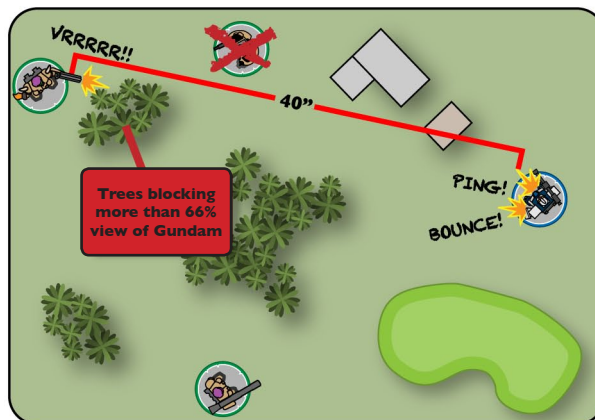 VRRRRR!!
40”
Trees blocking
more than 66%
view of Gundam
PING!
BOUNCE!